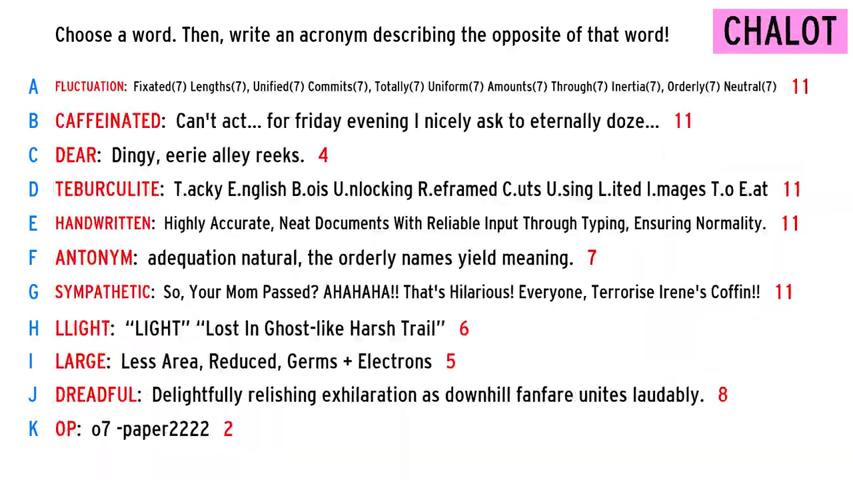 Choose a word. Then, write an acronym describing the opposite of that word!
CHALOT
A FLUCTUATION: Fixated(7) Lengths(7), Unified(7) Commits(7), Totally(7) Uniform(7) Amounts(7) Through(7) Inertia(7), Orderly(7) Neutral(7) 11
B CAFFEINATED: Can't act... for friday evening I nicely ask to eternally doze... 11
C DEAR: Dingy, eerie alley reeks. 4
D TEBURCULITE: T.acky E.nglish B.ois U.nlocking R.eframed C.uts U.sing L.ited I.mages T.o E.at 11
E HANDWRITTEN: Highly Accurate, Neat Documents With Reliable Input Through Typing, Ensuring Normality. 11
F ANTONYM: adequation natural, the orderly names yield meaning. 7
G SYMPATHETIC: So, Your Mom Passed? AHAHAHA!! That's Hilarious! Everyone, Terrorise Irene's Coffin!! 11
H LLIGHT: “LIGHT” “Lost In Ghost-like Harsh Trail” 6
I LARGE: Less Area, Reduced, Germs + Electrons 5
J DREADFUL: Delightfully relishing exhilaration as downhill fanfare unites laudably. 8
K OP: o7 -paper2222 2